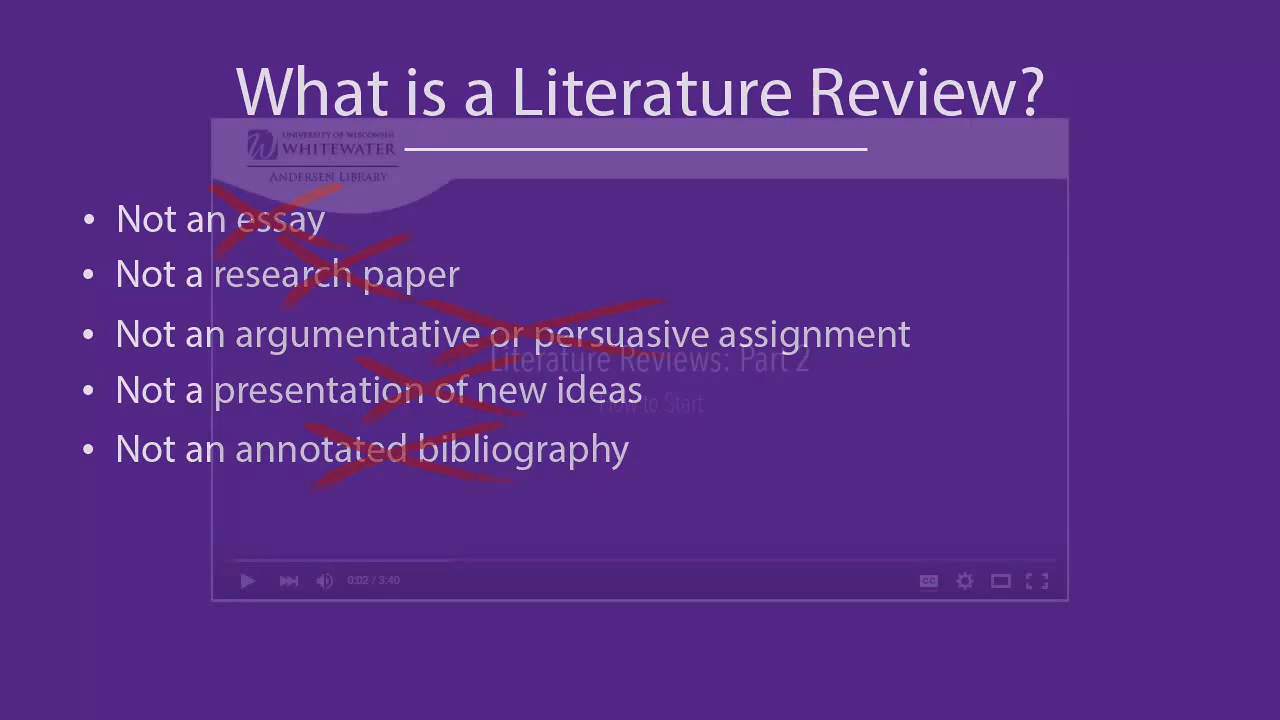 What is a Literature Review?
UNIVERSITY OF WISCONSIN
WHITEWATER
ANDERSEN LIBRARY
• Not an essay
• Not a research paper
• Not an argumentative or persuasive assignment
Literature Reviews: Part 2
• Not a presentation of new ideas
How to Start
• Not an annotated bibliography
0:02 / 3:40
CC